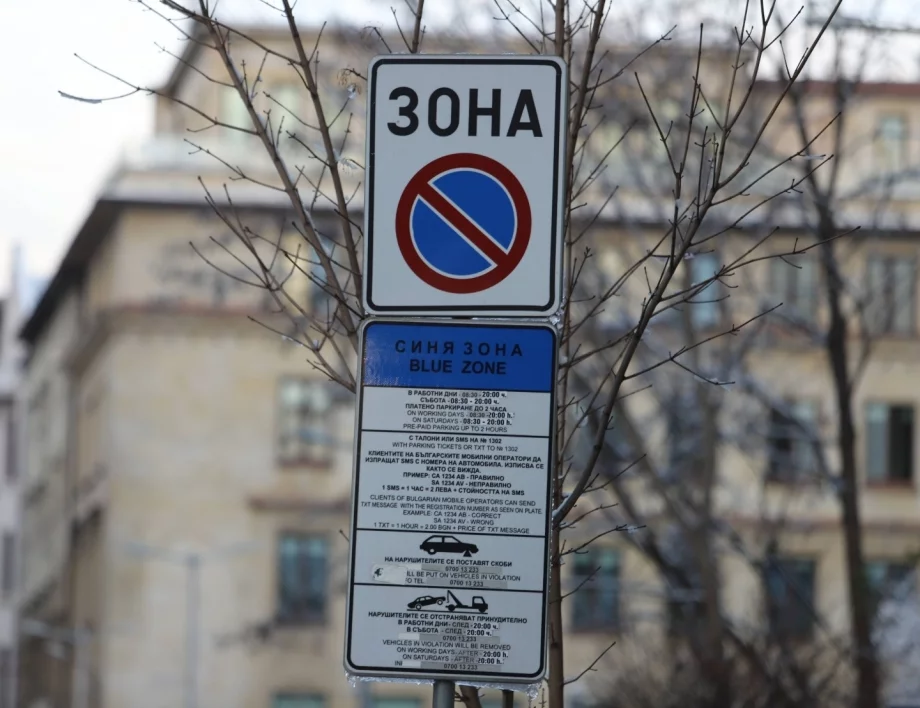 ЗОНА
СИНЯ ЗОНА
BLUE ZONE
В РАБОТНИ ДНИ - 08:30 - 20:00 ч.
СЪБОТА - 08:30 - 20:00 ч.
ПЛАТЕНО ПАРКИРАНЕ ДО 2 ЧАСА
ON WORKING DAYS - 08:30 - 20:00 h.
ON SATURDAYS - 08:30 - 20:00 h.
PRE-PAID PARKING UP TO 2 HOURS
С ТАЛОНИ ИЛИ SMS НА № 1302
WITH PARKING TICKETS OR TXT TO № 1302
КЛИЕНТИТЕ НА БЪЛГАРСКИТЕ МОБИЛНИ ОПЕРАТОРИ ДА
ИЗПРАЩАТ SMS С НОМЕРА НА АВТОМОБИЛА. ИЗПИСВА СЕ
КАКТО СЕ ВИЖДА.
ПРИМЕР: CA 1234 AB - ПРАВИЛНО
SA 1234 AV - НЕПРАВИЛНО
1 SMS = 1 ЧАС = 2 ЛЕВА + СТОЙНОСТТА НА SMS
CLIENTS OF BULGARIAN MOBILE OPERATORS CAN SEND
TXT MESSAGE WITH THE REGISTRATION NUMBER AS SEEN ON PLATE.
EXAMPLE: CA 1234 AB - CORRECT
SA 1234 AV - WRONG
1 TXT = 1 HOUR = 2.00 BGN + PRICE OF TXT MESSAGE
НА НАРУШИТЕЛИТЕ СЕ ПОСТАВЯТ СКОБИ
0700 13 233
ILL BE PUT ON VEHICLES IN VIOLATION
O TEL 0700 13 233
НАРУШИТЕЛИТЕ СЕ ОТСТРАНЯВАТ ПРИНУДИТЕЛНО
В РАБОТНИ ДНИ - СЛЕД - 20:00 ч.
В СЪБОТА - СЛЕД - 20:00 ч.
0700 13 233
VEHICLES IN VIOLATION WILL BE REMOVED
ON WORKING DAYS - AFTER - 20:00 h.
ON SATURDAYS - AFTER - 20:00 h.
0700 13 233